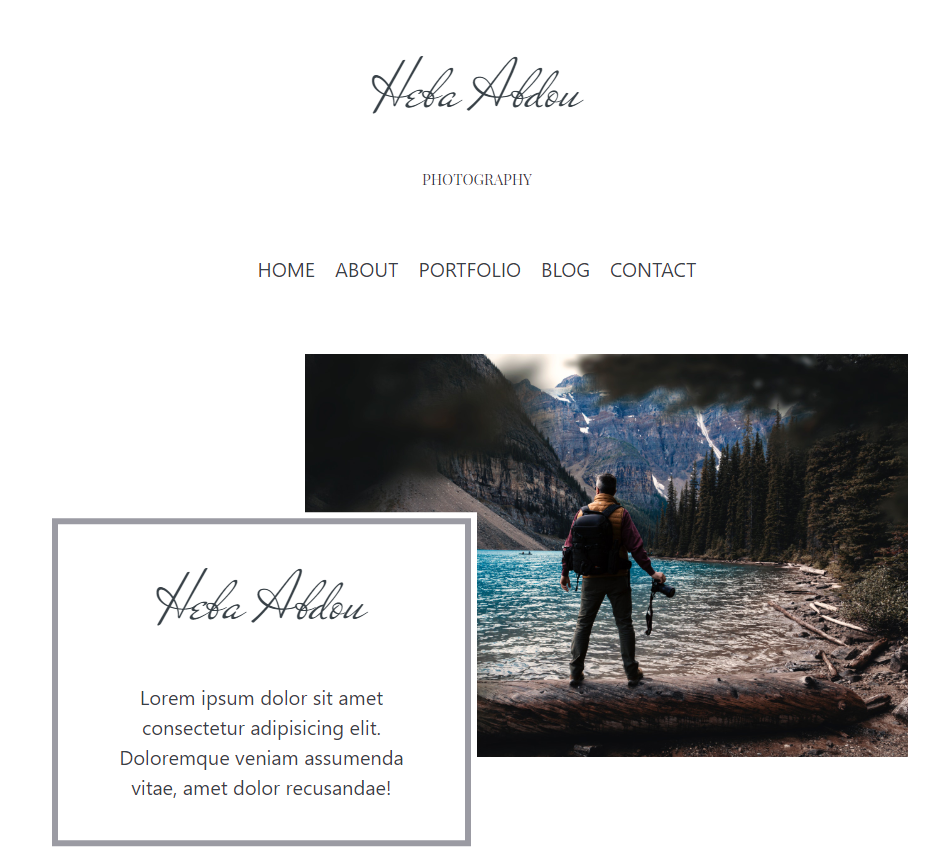 Heba Abdou
PHOTOGRAPHY
HOME ABOUT PORTFOLIO BLOG CONTACT
Heba Abdou
Lorem ipsum dolor sit amet
consectetur adipisicing elit.
Doloremque veniam assumenda
vitae, amet dolor recusandae!